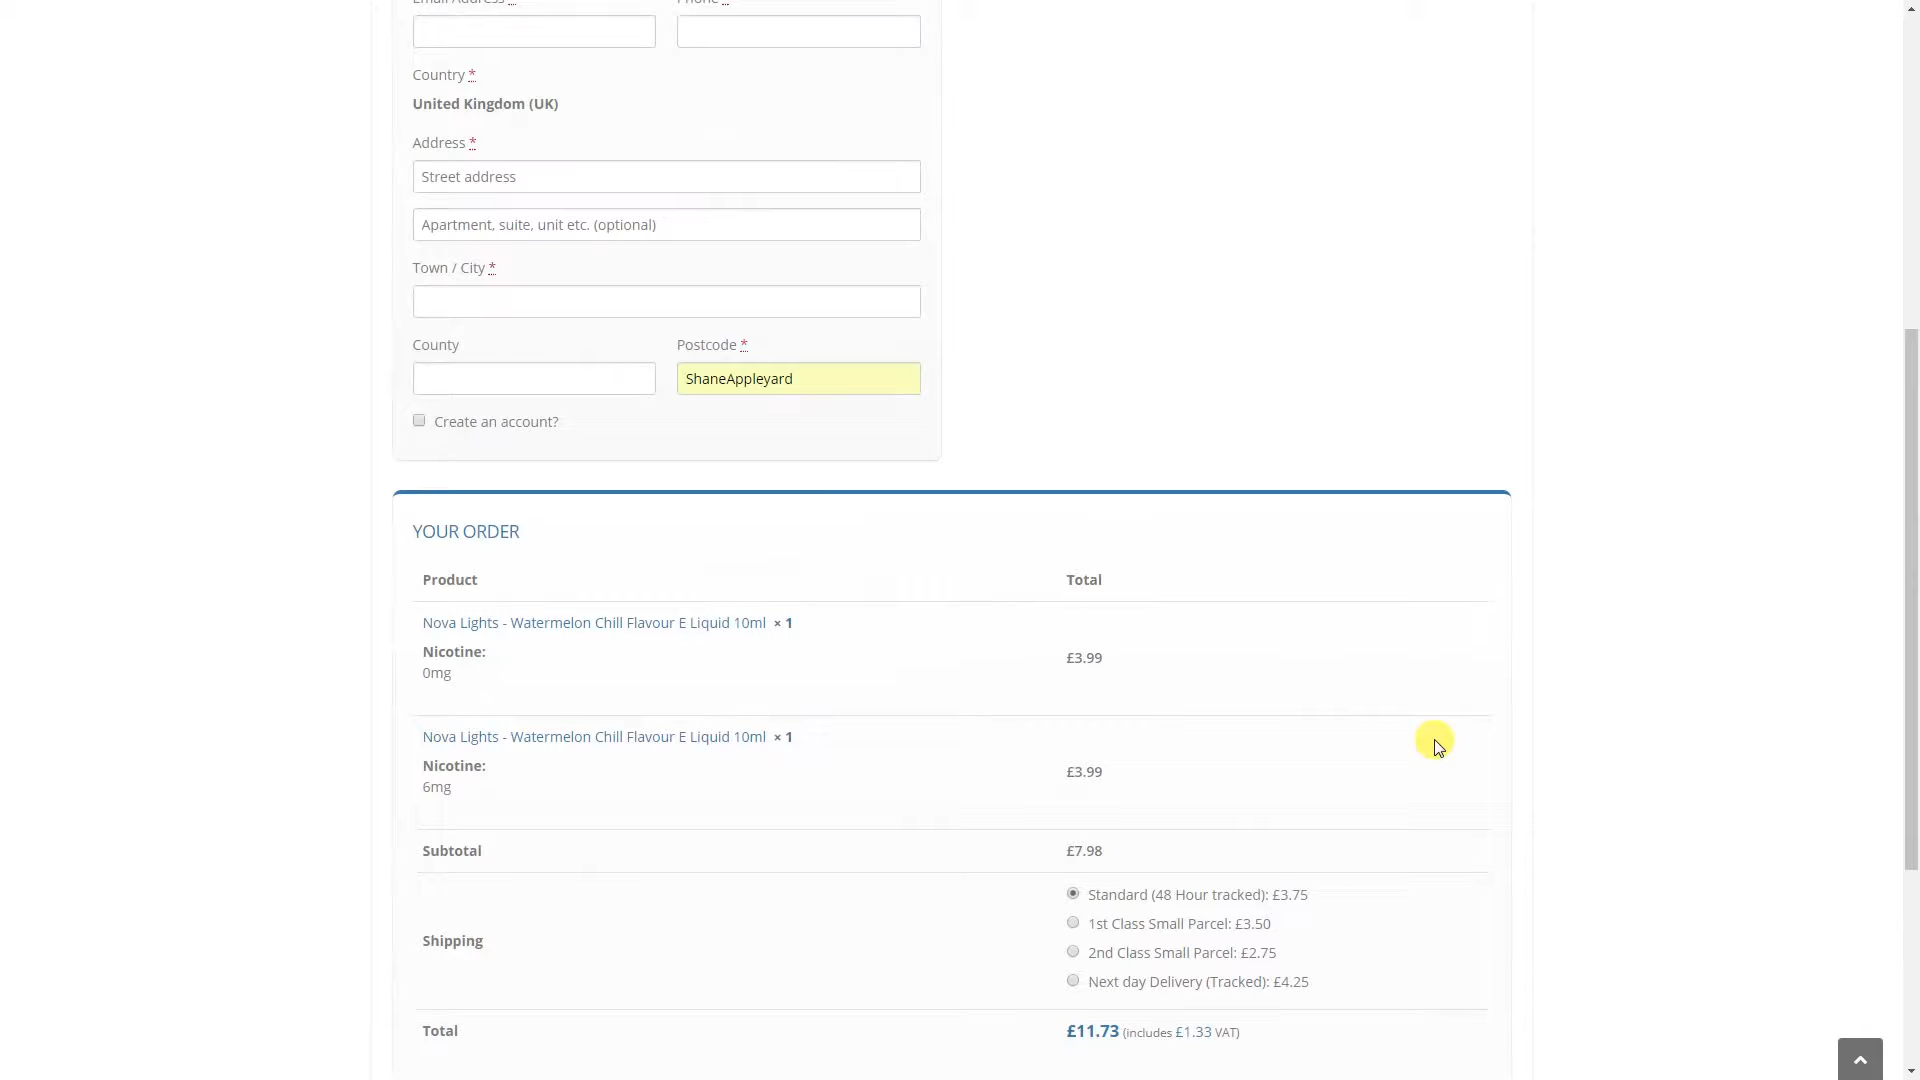 Email Address *
Phone *
Country *
United Kingdom (UK)
Address *
Street address
Apartment, suite, unit etc. (optional)
Town / City *
County
Postcode *
ShaneAppleyard
Create an account?
YOUR ORDER
Product
Total
Nova Lights - Watermelon Chill Flavour E Liquid 10ml × 1
Nicotine:
0mg
£3.99
Nova Lights - Watermelon Chill Flavour E Liquid 10ml × 1
Nicotine:
6mg
£3.99
Subtotal
£7.98
Shipping
Standard (48 Hour tracked): £3.75
1st Class Small Parcel: £3.50
2nd Class Small Parcel: £2.75
Next day Delivery (Tracked): £4.25
Total
£11.73 (includes £1.33 VAT)